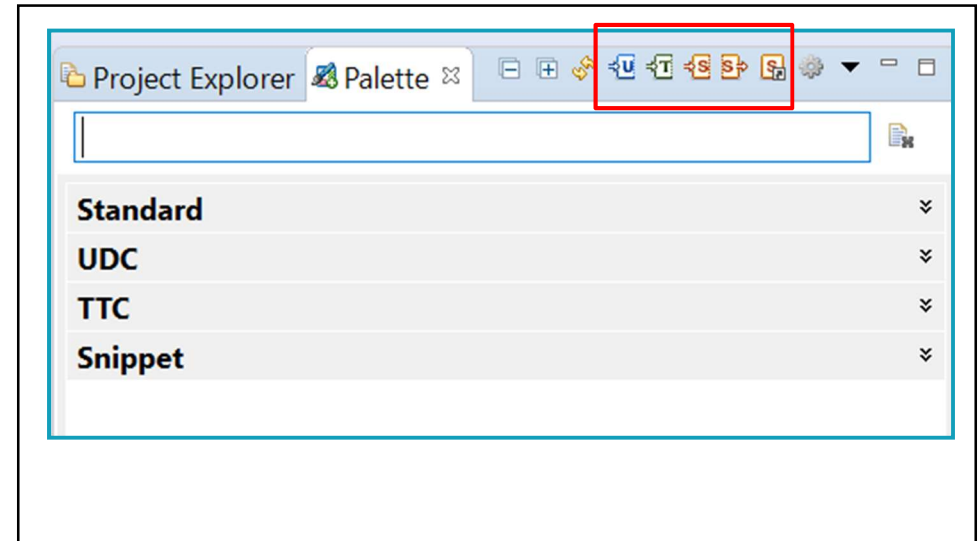 Project Explorer Palette U T S S S
Standard
UDC
TTC
Snippet